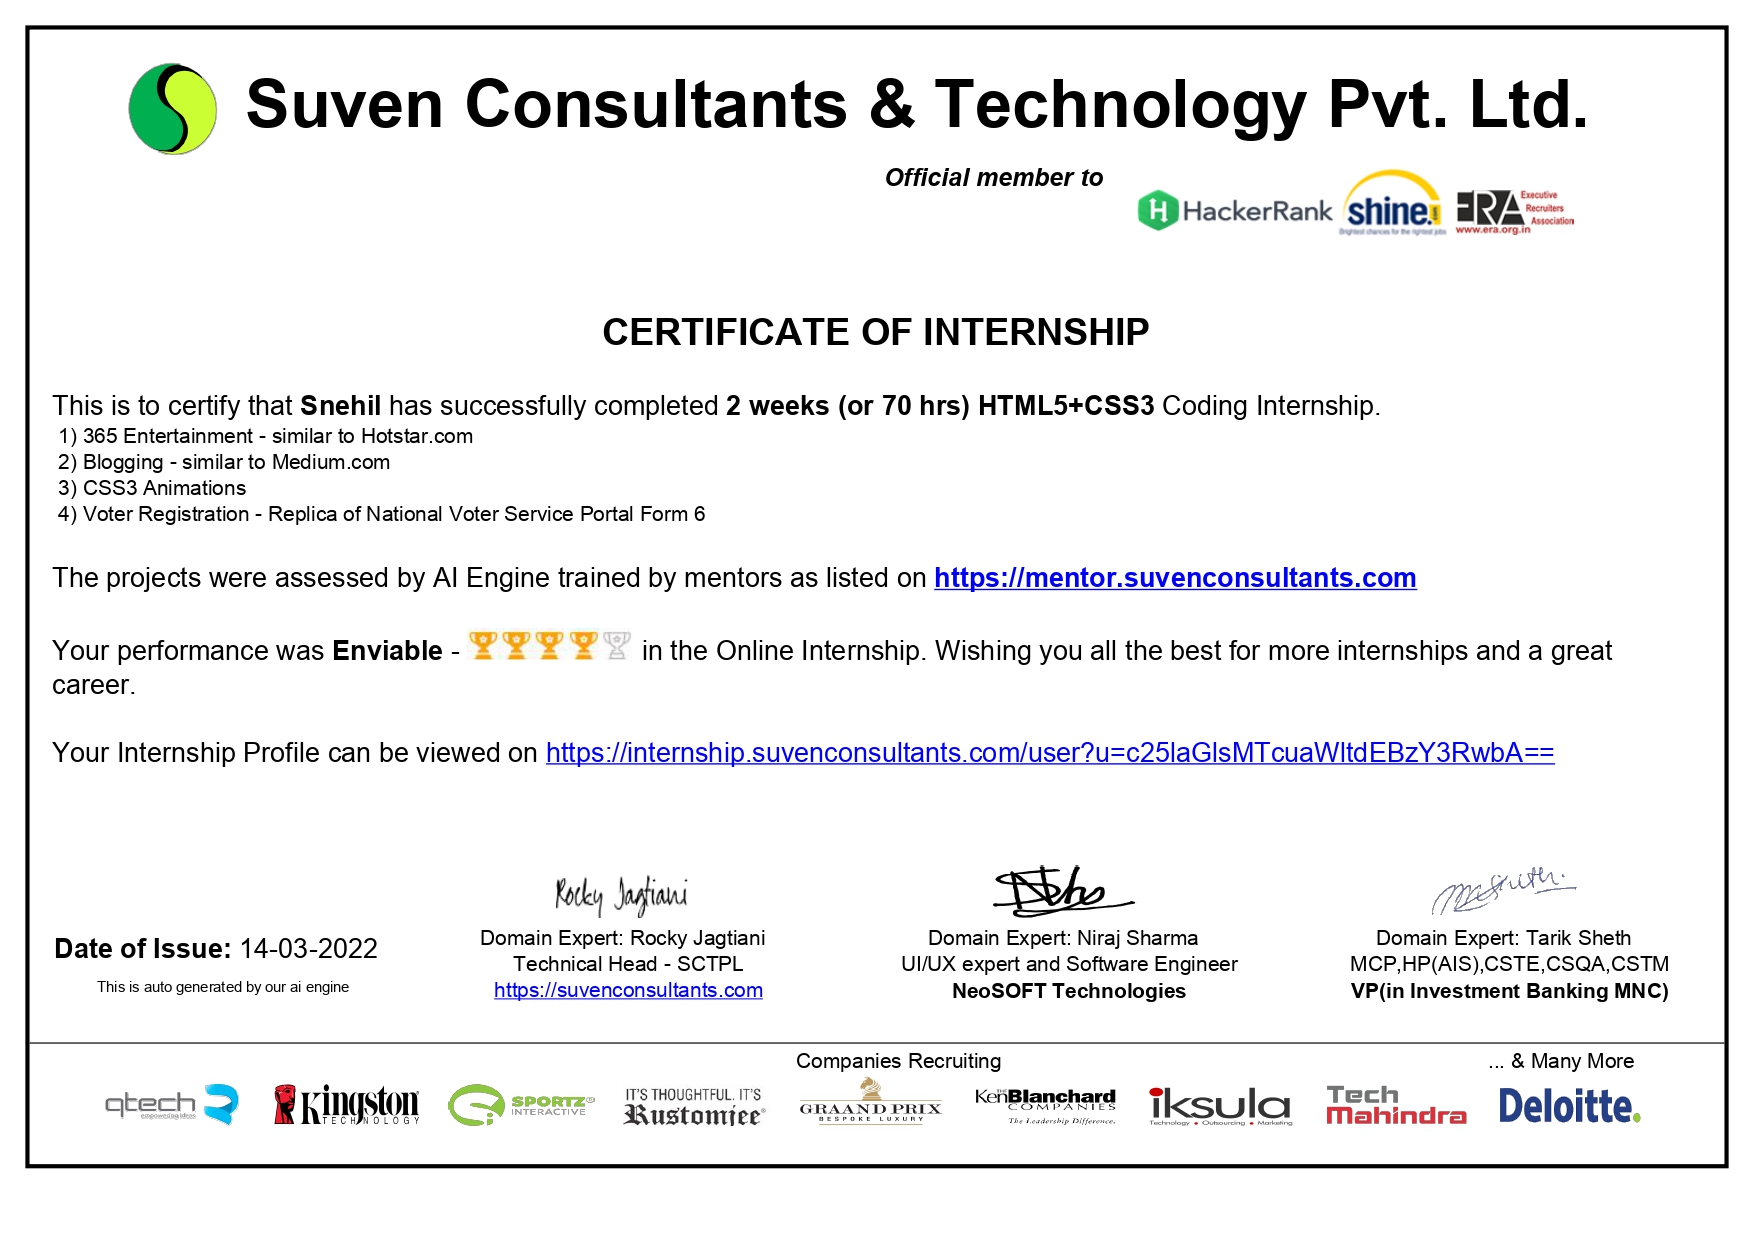 Suven Consultants & Technology Pvt. Ltd.
Official member to
HackerRank
shine.com
Brightest chances for the rightest jobs
ERA Executive Recruiters Association
www.era.org.in
CERTIFICATE OF INTERNSHIP
This is to certify that Snehil has successfully completed 2 weeks (or 70 hrs) HTML5+CSS3 Coding Internship.
1) 365 Entertainment - similar to Hotstar.com
2) Blogging - similar to Medium.com
3) CSS3 Animations
4) Voter Registration - Replica of National Voter Service Portal Form 6
The projects were assessed by AI Engine trained by mentors as listed on https://mentor.suvenconsultants.com
Your performance was Enviable - in the Online Internship. Wishing you all the best for more internships and a great
career.
Your Internship Profile can be viewed on https://internship.suvenconsultants.com/user?u=c25laGlsMTcuaWltdEBzY3RwbA==
Rocky Jagtiani
Date of Issue: 14-03-2022
This is auto generated by our ai engine
Domain Expert: Rocky Jagtiani
Technical Head - SCTPL
https://suvenconsultants.com
Domain Expert: Niraj Sharma
UI/UX expert and Software Engineer
NeoSOFT Technologies
Domain Expert: Tarik Sheth
MCP,HP(AIS),CSTE,CSQA,CSTM
VP(in Investment Banking MNC)
Companies Recruiting
... & Many More
qtech
empowering ideas
Kingston
TECHNOLOGY
SPORTZ®
INTERACTIVE
IT'S THOUGHTFUL. IT'S
Rustomjee®
GRAAND PRIX
BESPOKE LUXURY
THE
KenBlanchard
COMPANIES
The Leadership Difference.
iksula
Technology • Outsourcing • Marketing
Tech
Mahindra
Deloitte.